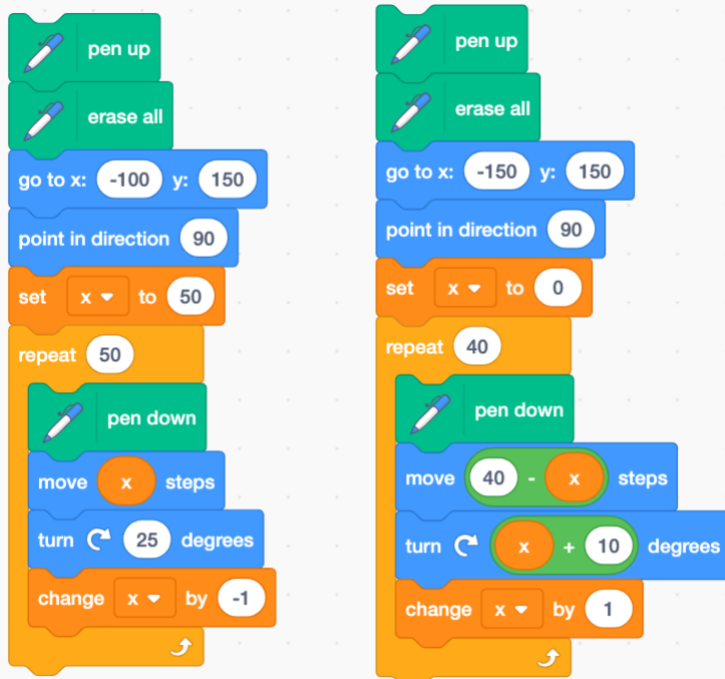 pen up
erase all
go to x: -100 y: 150
point in direction 90
set x to 50
repeat 50
pen down
move x steps
turn 25 degrees
change x by -1
pen up
erase all
go to x: -150 y: 150
point in direction 90
set x to 0
repeat 40
pen down
move 40 - x steps
turn x + 10 degrees
change x by 1